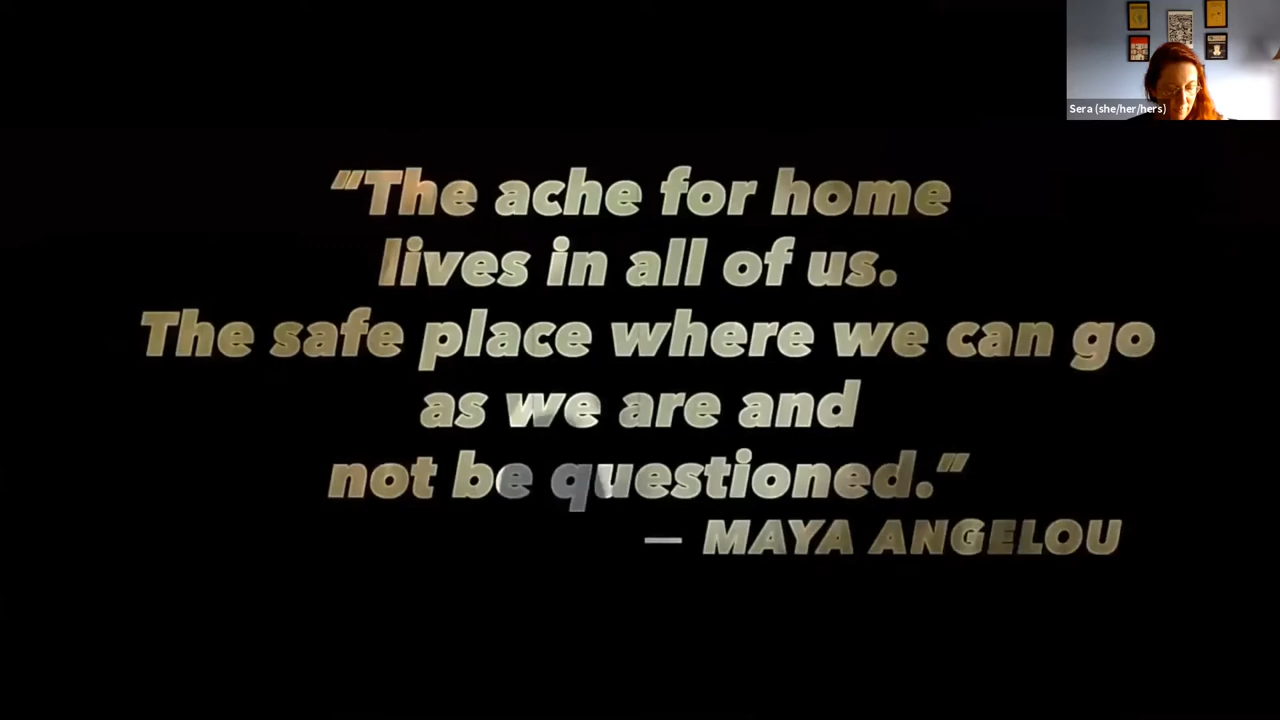 Sera (she/her/hers)
“The ache for home
lives in all of us.
The safe place where we can go
as we are and
not be questioned.”
— MAYA ANGELOU